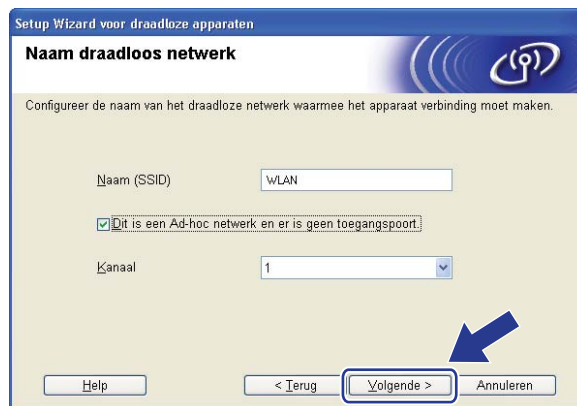 Setup Wizard voor draadloze apparaten
Naam draadloos netwerk
Configureer de naam van het draadloze netwerk waarmee het apparaat verbinding moet maken.
Naam (SSID) WLAN
Dit is een Ad-hoc netwerk en er is geen toegangspoort.
Kanaal 1
Help < Terug Volgende > Annuleren